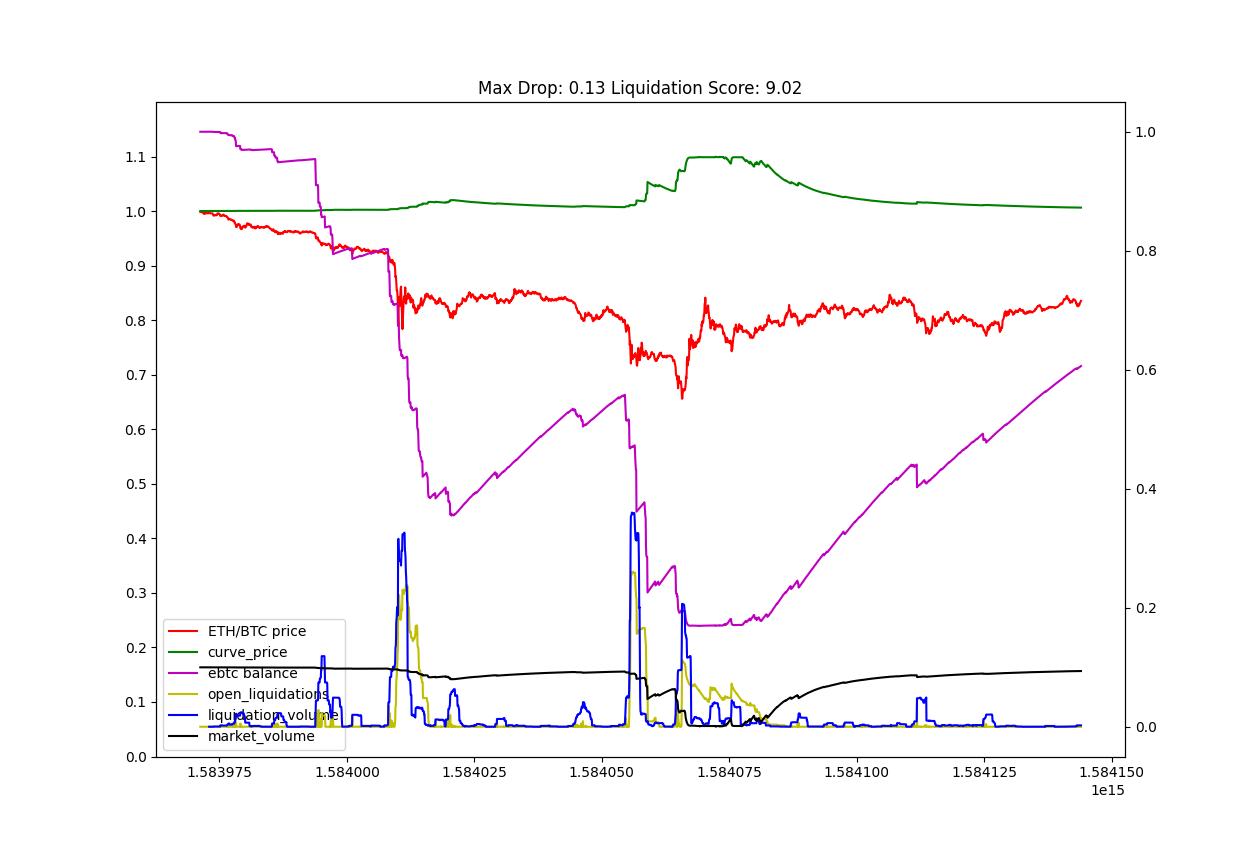 Max Drop: 0.13 Liquidation Score: 9.02
1.1
1.0
0.9
0.8
0.7
0.6
0.5
0.4
0.3
0.2
0.1
0.0
1.0
0.8
0.6
0.4
0.2
0.0
ETH/BTC price
curve_price
ebtc balance
open_liquidations
liquidation_volume
market_volume
1.583975 1.584000 1.584025 1.584050 1.584075 1.584100 1.584125 1.584150
1e15